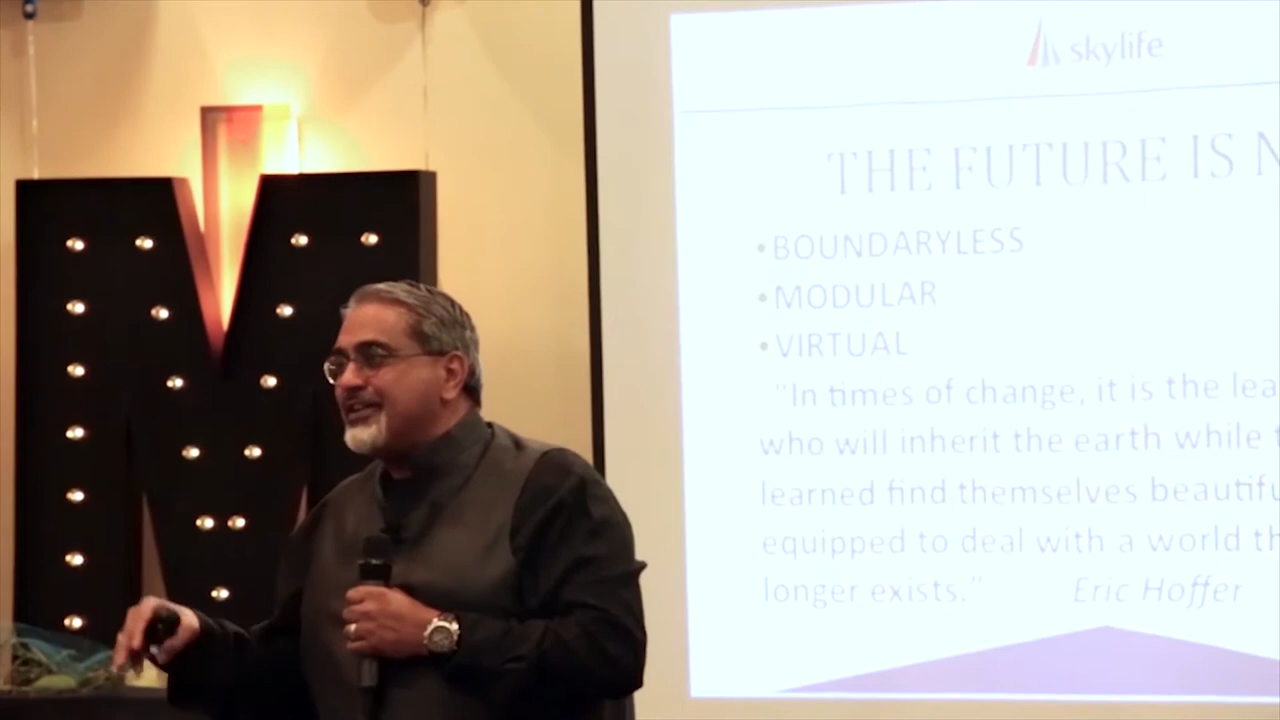 M
skylife
THE FUTURE IS
• BOUNDARYLESS
• MODULAR
• VIRTUAL
"In times of change, it is the
who will inherit the earth while
learned find themselves
equipped to deal with a world
longer exists." Eric Hoffer